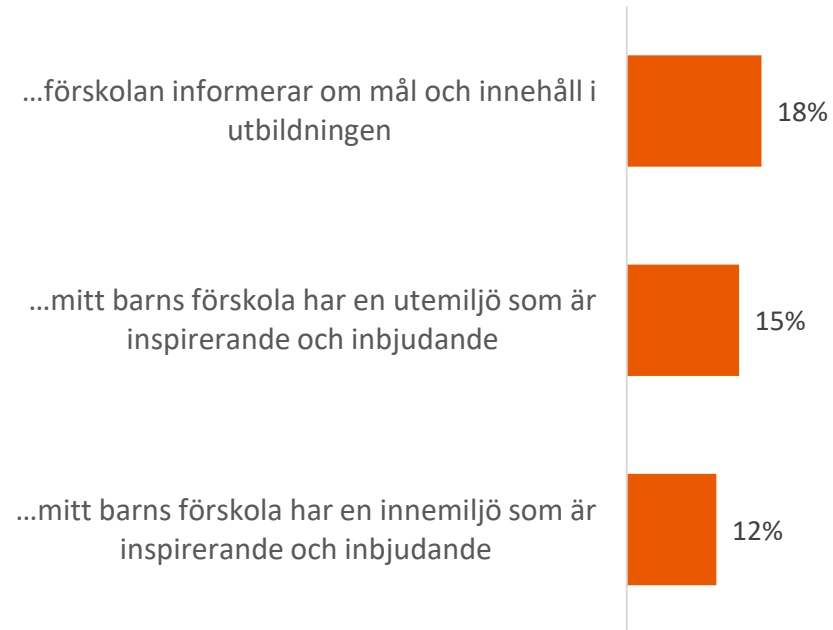 ...förskolan informerar om mål och innehåll i
utbildningen
18%
...mitt barns förskola har en utemiljö som är
inspirerande och inbjudande
15%
...mitt barns förskola har en innemiljö som är
inspirerande och inbjudande
12%